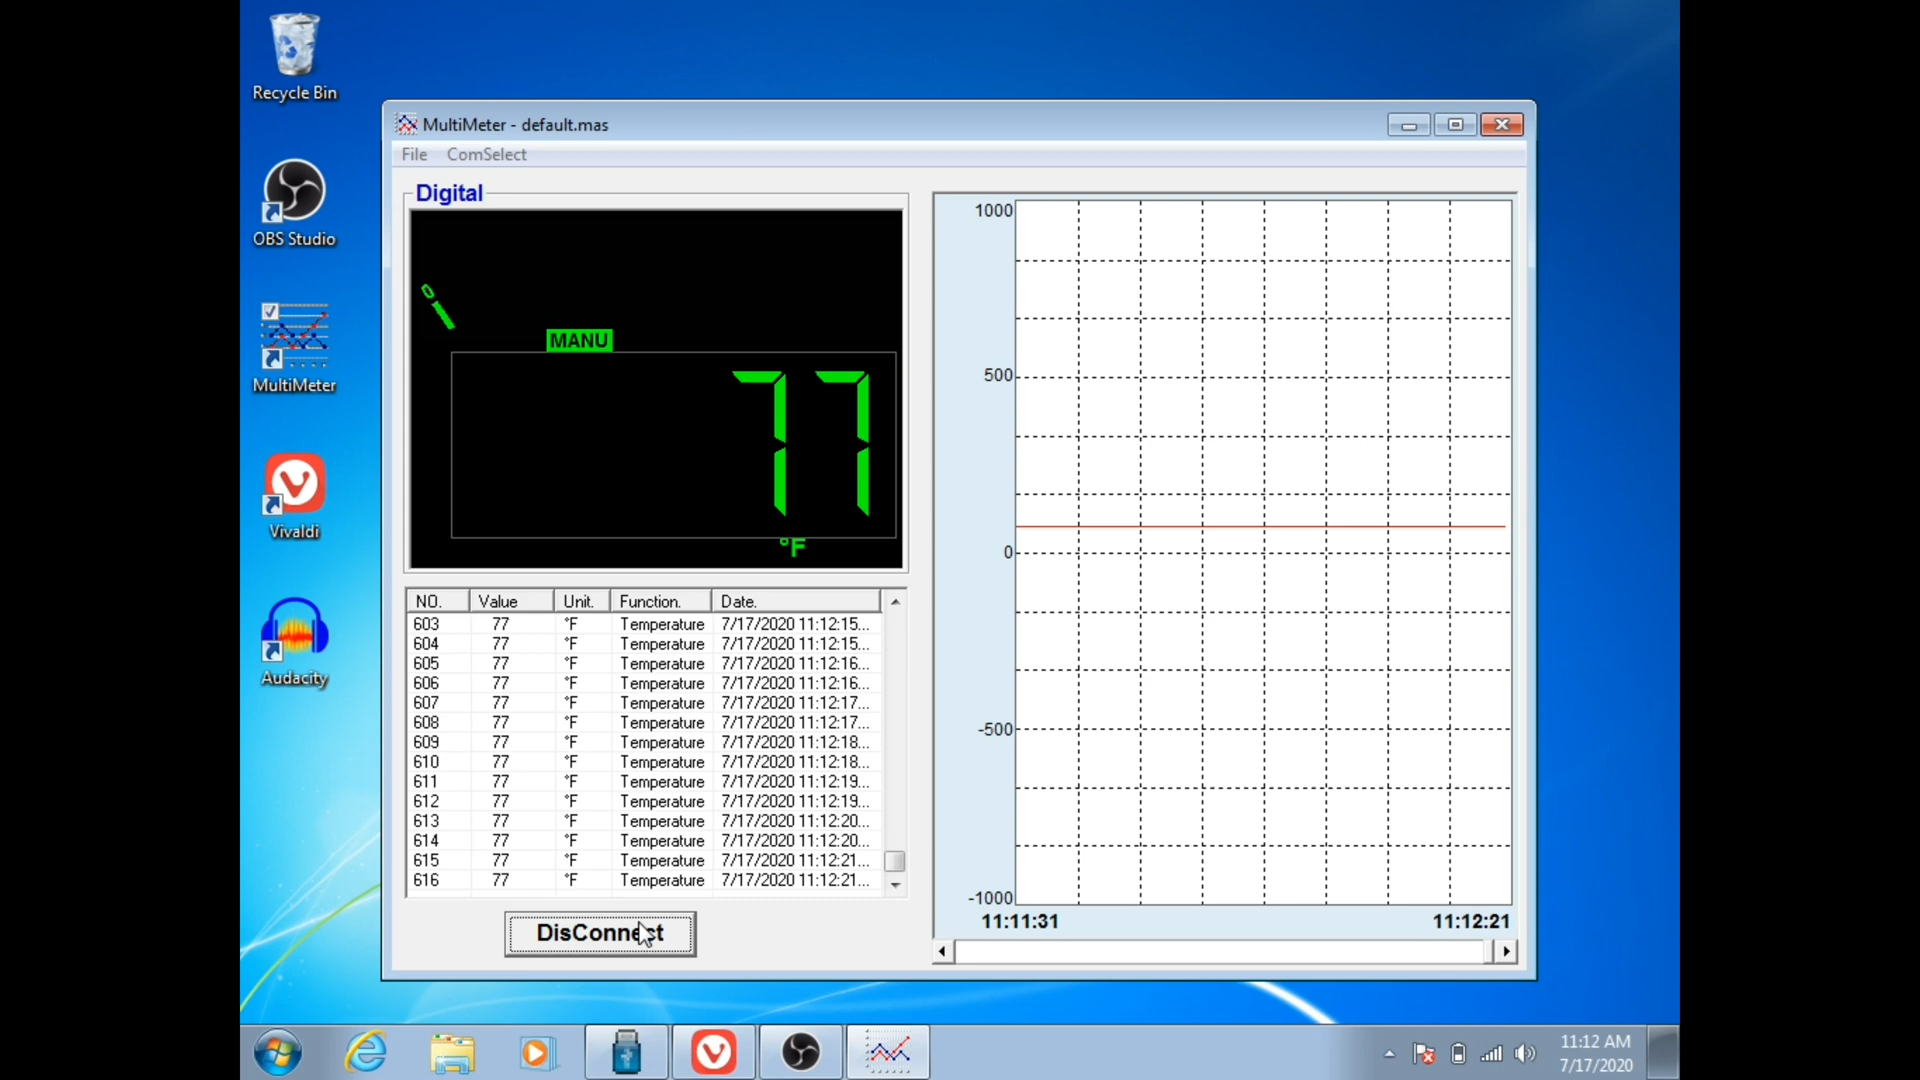 Recycle Bin
OBS Studio
MultiMeter
Vivaldi
Audacity
MultiMeter - default.mas
File ComSelect
Digital
MANU
77
°F
NO. Value Unit. Function. Date.
603 77 °F Temperature 7/17/2020 11:12:15...
604 77 °F Temperature 7/17/2020 11:12:15...
605 77 °F Temperature 7/17/2020 11:12:16...
606 77 °F Temperature 7/17/2020 11:12:16...
607 77 °F Temperature 7/17/2020 11:12:17...
608 77 °F Temperature 7/17/2020 11:12:17...
609 77 °F Temperature 7/17/2020 11:12:18...
610 77 °F Temperature 7/17/2020 11:12:18...
611 77 °F Temperature 7/17/2020 11:12:19...
612 77 °F Temperature 7/17/2020 11:12:19...
613 77 °F Temperature 7/17/2020 11:12:20...
614 77 °F Temperature 7/17/2020 11:12:20...
615 77 °F Temperature 7/17/2020 11:12:21...
616 77 °F Temperature 7/17/2020 11:12:21...
DisConnect
1000
500
0
-500
-1000
11:11:31 11:12:21
11:12 AM
7/17/2020